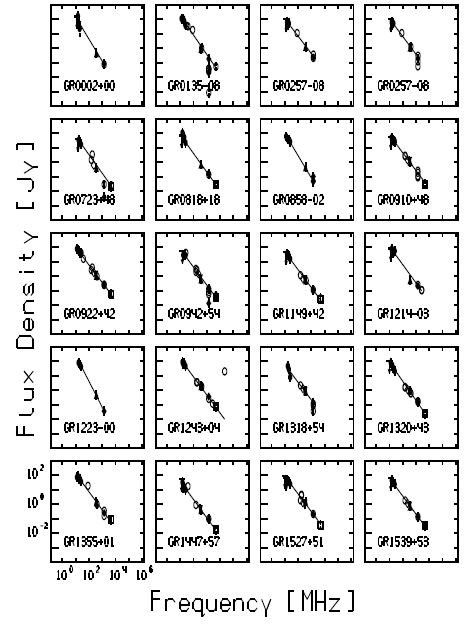 GR0002+00 GR0135-08 GR0257-08 GR0257-08
GR0723+48 GR0818+18 GR0858-02 GR0910+48
GR0922+42 GR0942+54 GR1149+42 GR1214-03
GR1223-00 GR1243+04 GR1318+54 GR1320+43
GR1355+01 GR1447+57 GR1527+51 GR1539+53
Flux Density [Jy]
10^2
10^0
10^-2
10^0 10^2 10^4 10^6
Frequency [MHz]